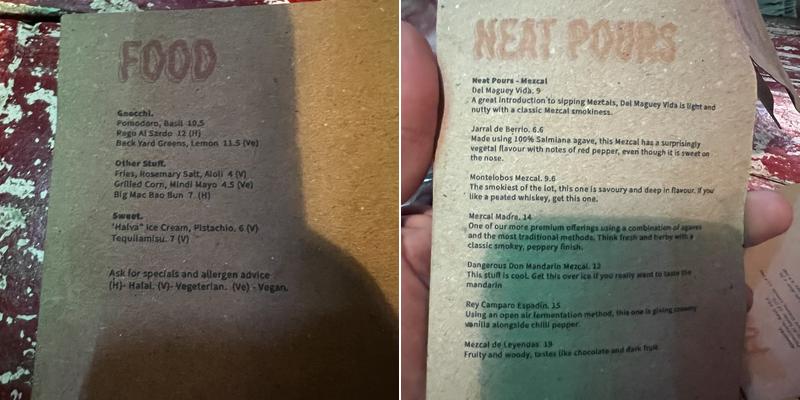 FOOD
Gnocchi.
Pomodoro, Basil 10.5
Ragu Al Sardo 12 (H)
Back Yard Greens, Lemon 11.5 (Ve)
Other Stuff.
Fries, Rosemary Salt, Aioli 4 (V)
Grilled Corn, Mindi Mayo 4.5 (Ve)
Big Mac Bao Bun 7 (H)
Sweet.
"Halva" Ice Cream, Pistachio. 6 (V)
Tequilamisu. 7 (V)
Ask for specials and allergen advice
(H)- Halal. (V)- Vegeterian. (Ve) - Vegan.
NEAT POURS
Neat Pours - Mezcal
Del Maguey Vida. 9
A great introduction to sipping Meztals, Del Maguey Vida is light and
nutty with a classic Mezcal smokiness.
Jarral de Berrio. 6.6
Made using 100% Salmiana agave, this Mezcal has a surprisingly
vegetal flavour with notes of red pepper, even though it is sweet on
the nose.
Montelobos Mezcal. 9.6
The smokiest of the lot, this one is savoury and deep in flavour. If you
like a peated whiskey, get this one.
Mezcal Madre. 14
One of our more premium offerings using a combination of agaves
and the most traditional methods. Think fresh and herby with a
classic smokey, peppery finish.
Dangerous Don Mandarin Mezcal. 12
This stuff is cool. Get this over ice if you really want to taste the
mandarin
Rey Camparo Espadin. 15
Using an open air fermentation method, this one is giving creamy
vanilla alongside chilli pepper.
Mezcal de Leyendas 19
Fruity and woody, tastes like chocolate and dark fruit